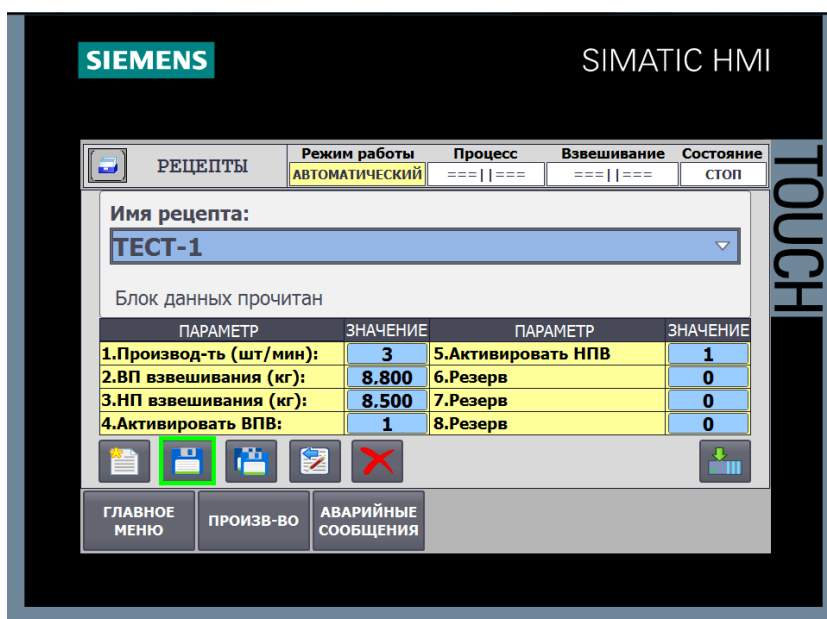 SIEMENS
SIMATIC HMI
TOUCH
РЕЦЕПТЫ
Режим работы Процесс Взвешивание Состояние
АВТОМАТИЧЕСКИЙ ===||=== ===||=== СТОП
Имя рецепта:
ТЕСТ-1
Блок данных прочитан
ПАРАМЕТР ЗНАЧЕНИЕ ПАРАМЕТР ЗНАЧЕНИЕ
1.Производ-ть (шт/мин): 3 5.Активировать НПВ 1
2.ВП взвешивания (кг): 8.800 6.Резерв 0
3.НП взвешивания (кг): 8.500 7.Резерв 0
4.Активировать ВПВ: 1 8.Резерв 0
ГЛАВНОЕ МЕНЮ
ПРОИЗВ-ВО
АВАРИЙНЫЕ СООБЩЕНИЯ